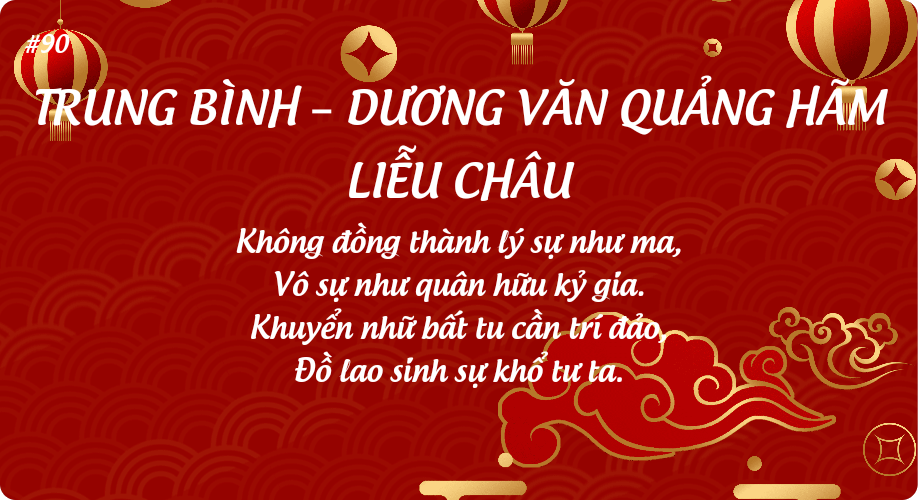 #90
TRUNG BÌNH – DƯƠNG VĂN QUẢNG HÃM
LIỄU CHÂU
Không đồng thành lý sự như ma,
Vô sự như quân hữu kỷ gia.
Khuyển nhữ bất tu cần trí đảo,
Đồ lao sinh sự khổ tư ta.